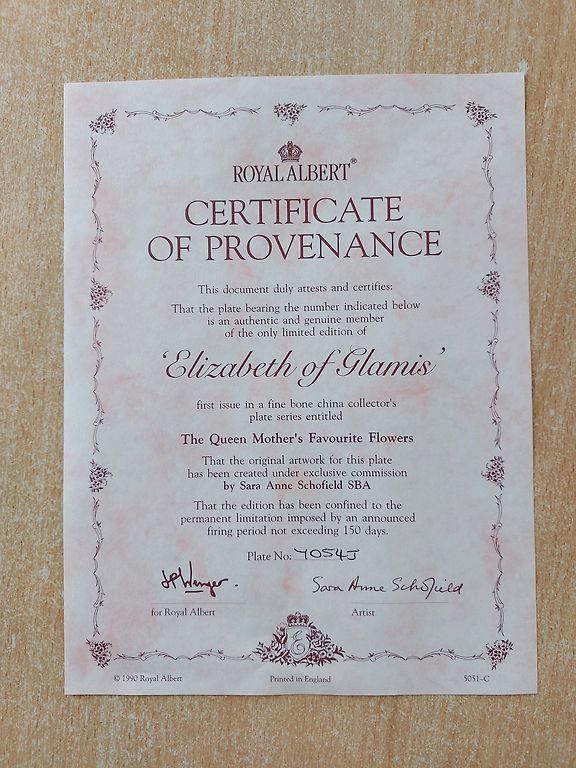 ROYAL ALBERT®
CERTIFICATE
OF PROVENANCE
This document duly attests and certifies:
That the plate bearing the number indicated below
is an authentic and genuine member
of the only limited edition of
'Elizabeth of Glamis'
first issue in a fine bone china collector's
plate series entitled
The Queen Mother's Favourite Flowers
That the original artwork for this plate
has been created under exclusive commission
by Sara Anne Schofield SBA
That the edition has been confined to the
permanent limitation imposed by an announced
firing period not exceeding 150 days.
Plate No: 7054J
Sara Anne Schofield
for Royal Albert Artist
E
© 1990 Royal Albert Printed in England 5051-C